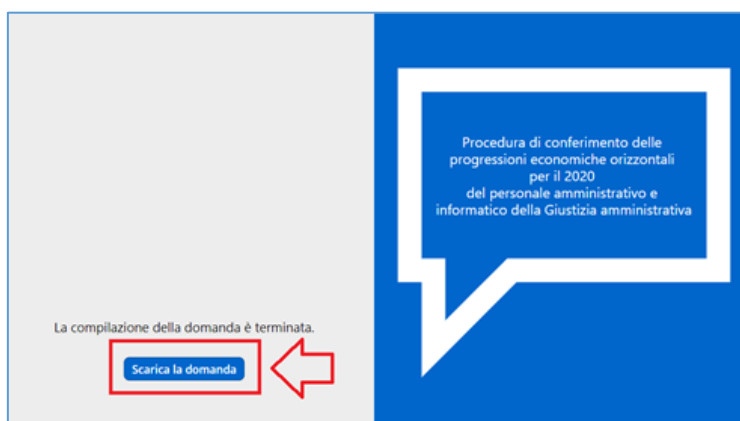 Procedura di conferimento delle
progressioni economiche orizzontali
per il 2020
del personale amministrativo e
informatico della Giustizia amministrativa
La compilazione della domanda è terminata.
Scarica la domanda